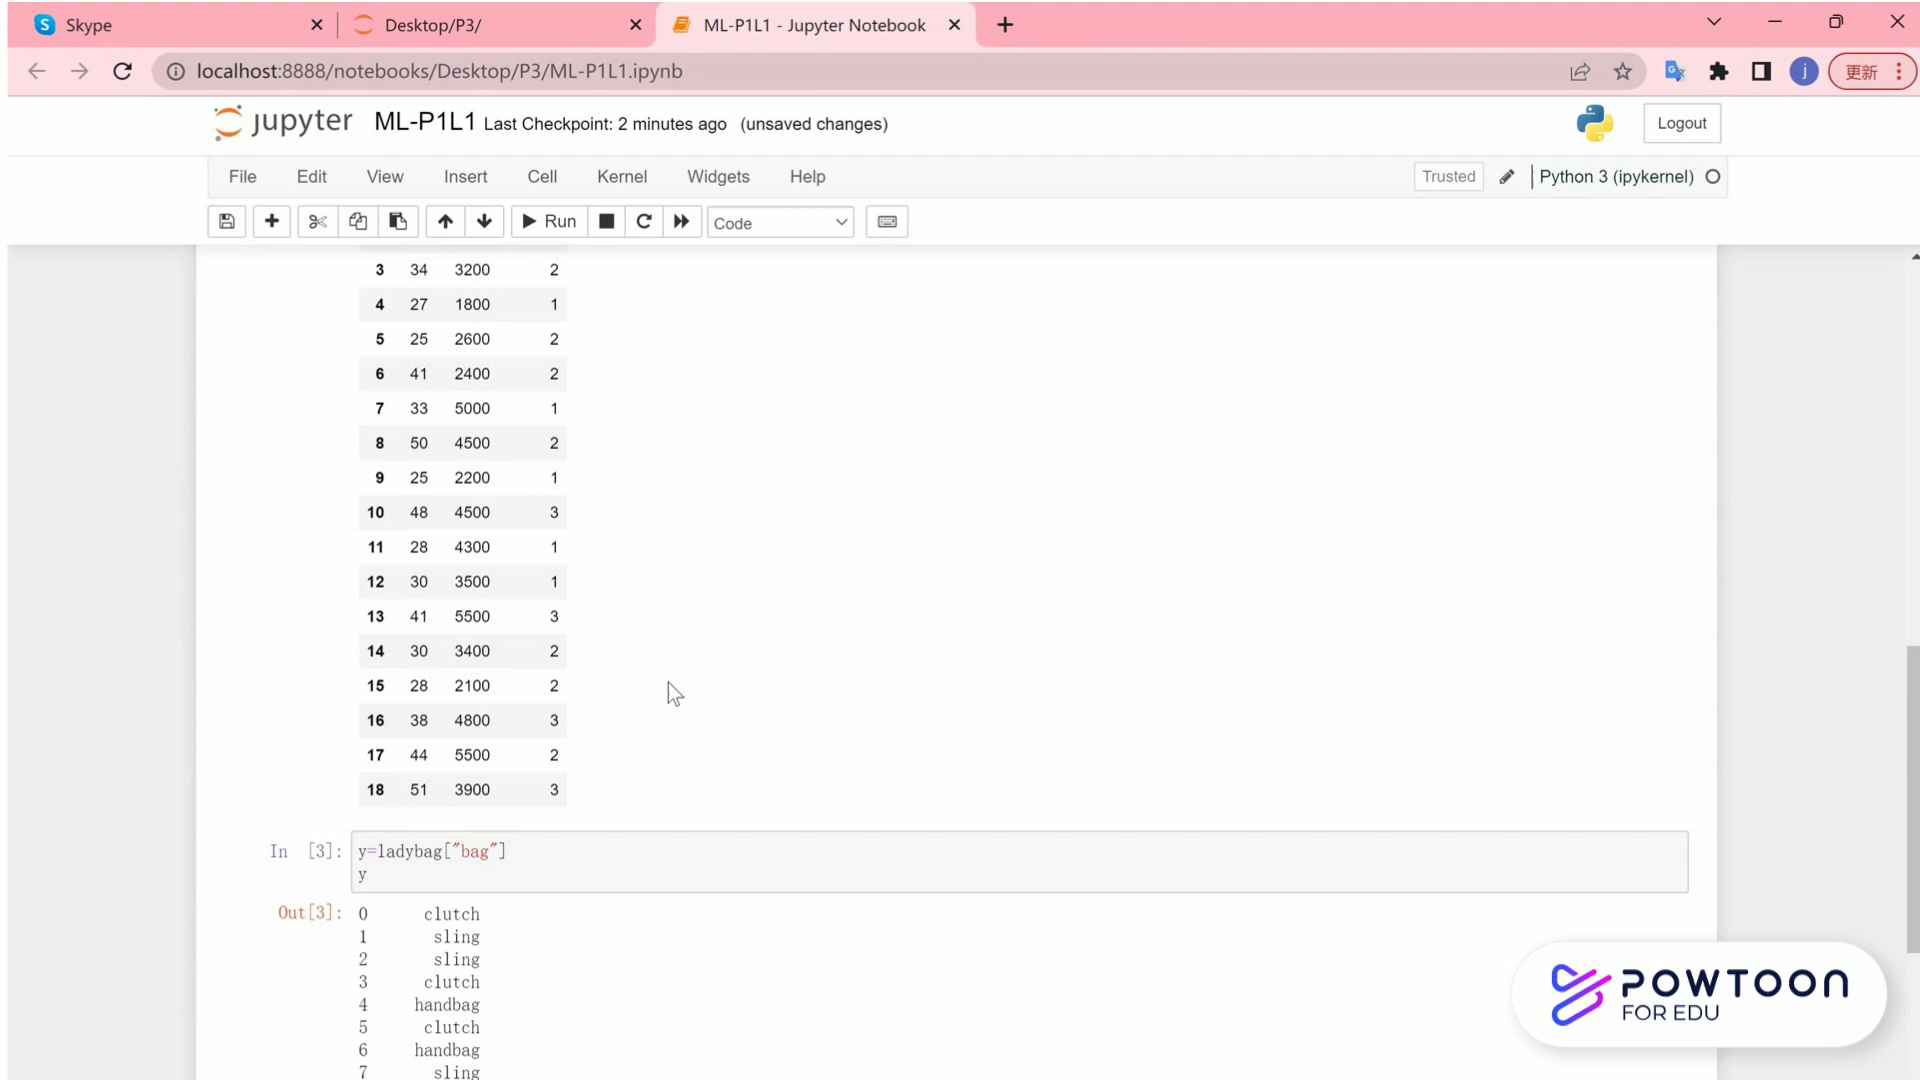 Skype
Desktop/P3/
ML-P1L1 - Jupyter Notebook
localhost:8888/notebooks/Desktop/P3/ML-P1L1.ipynb
j
更新
jupyter ML-P1L1 Last Checkpoint: 2 minutes ago (unsaved changes)
Logout
File Edit View Insert Cell Kernel Widgets Help
Trusted
Python 3 (ipykernel)
Run
Code
3 34 3200 2
4 27 1800 1
5 25 2600 2
6 41 2400 2
7 33 5000 1
8 50 4500 2
9 25 2200 1
10 48 4500 3
11 28 4300 1
12 30 3500 1
13 41 5500 3
14 30 3400 2
15 28 2100 2
16 38 4800 3
17 44 5500 2
18 51 3900 3
In [3]: y=ladybag["bag"]
y
Out[3]: 0 clutch
1 sling
2 sling
3 clutch
4 handbag
5 clutch
6 handbag
7 sling
POWTOON
FOR EDU